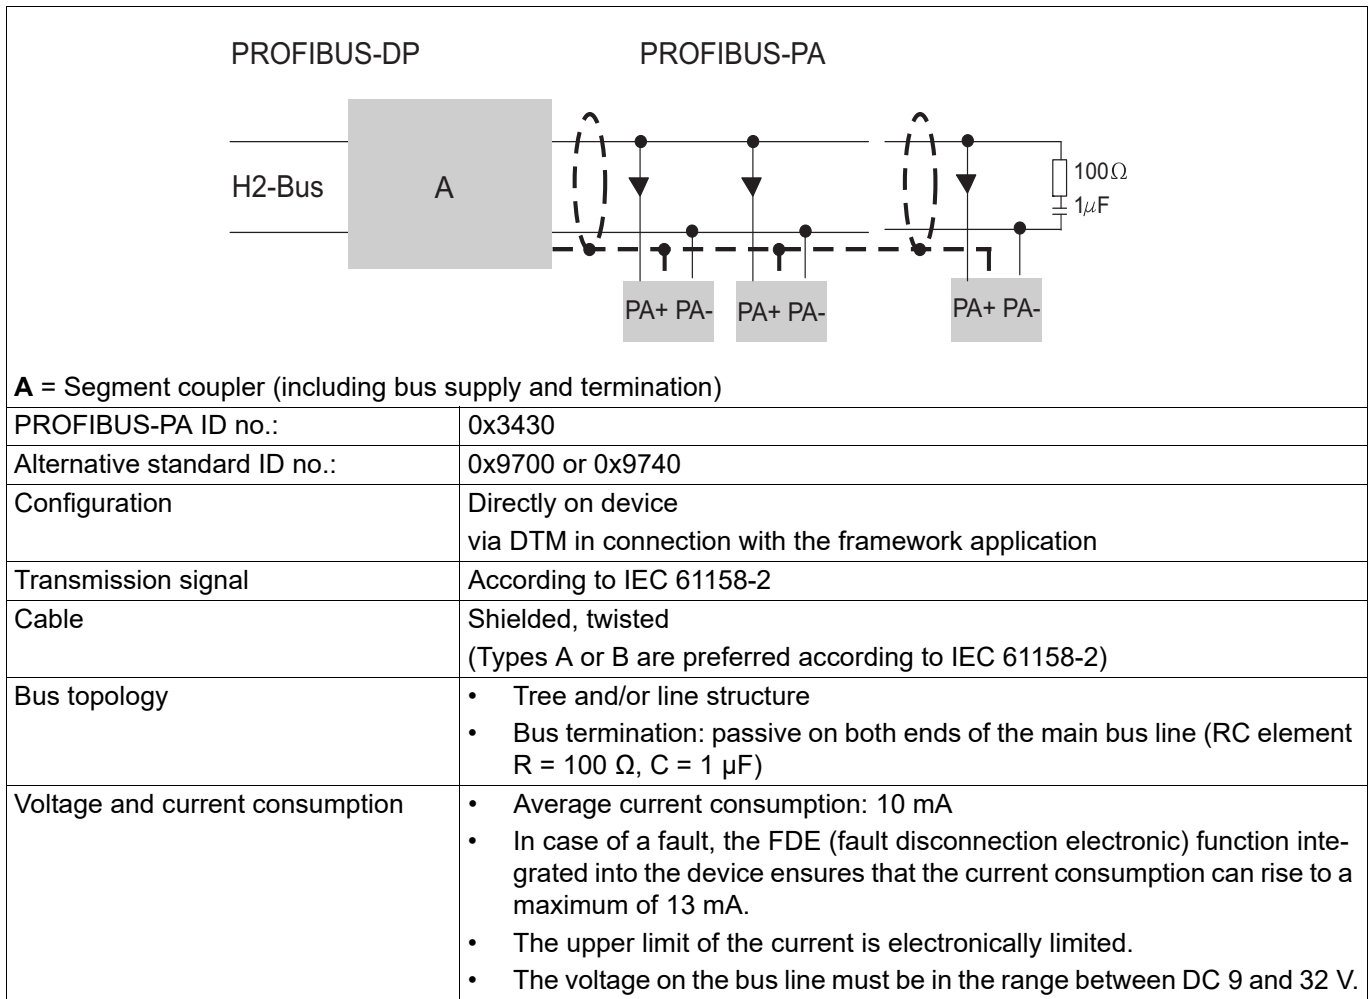 PROFIBUS-DP PROFIBUS-PA
H2-Bus A
100Ω
1μF
PA+ PA- PA+ PA- PA+ PA-
A = Segment coupler (including bus supply and termination)
PROFIBUS-PA ID no.: 0x3430
Alternative standard ID no.: 0x9700 or 0x9740
Configuration Directly on device
via DTM in connection with the framework application
Transmission signal According to IEC 61158-2
Cable Shielded, twisted
(Types A or B are preferred according to IEC 61158-2)
Bus topology • Tree and/or line structure
• Bus termination: passive on both ends of the main bus line (RC element
R = 100 Ω, C = 1 µF)
Voltage and current consumption • Average current consumption: 10 mA
• In case of a fault, the FDE (fault disconnection electronic) function inte-
grated into the device ensures that the current consumption can rise to a
maximum of 13 mA.
• The upper limit of the current is electronically limited.
• The voltage on the bus line must be in the range between DC 9 and 32 V.